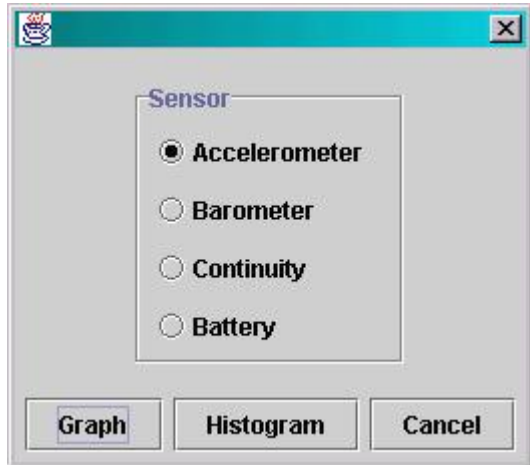 Sensor
Accelerometer
Barometer
Continuity
Battery
Graph Histogram Cancel